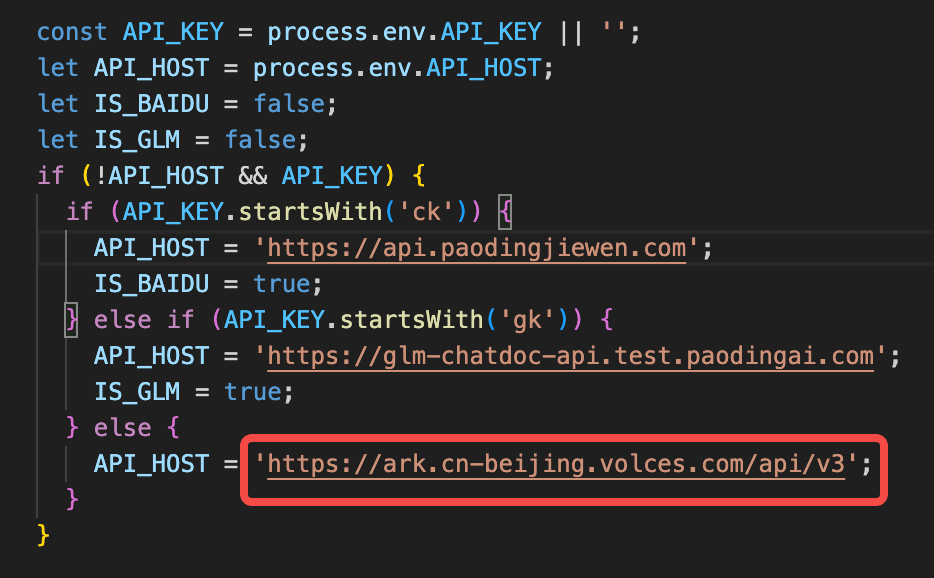 const API_KEY = process.env.API_KEY || '';
let API_HOST = process.env.API_HOST;
let IS_BAIDU = false;
let IS_GLM = false;
if (!API_HOST && API_KEY) {
if (API_KEY.startsWith('ck')) {
API_HOST = 'https://api.paodingjiewen.com';
IS_BAIDU = true;
} else if (API_KEY.startsWith('gk')) {
API_HOST = 'https://glm-chatdoc-api.test.paodingai.com';
IS_GLM = true;
} else {
API_HOST = 'https://ark.cn-beijing.volces.com/api/v3';
}
}